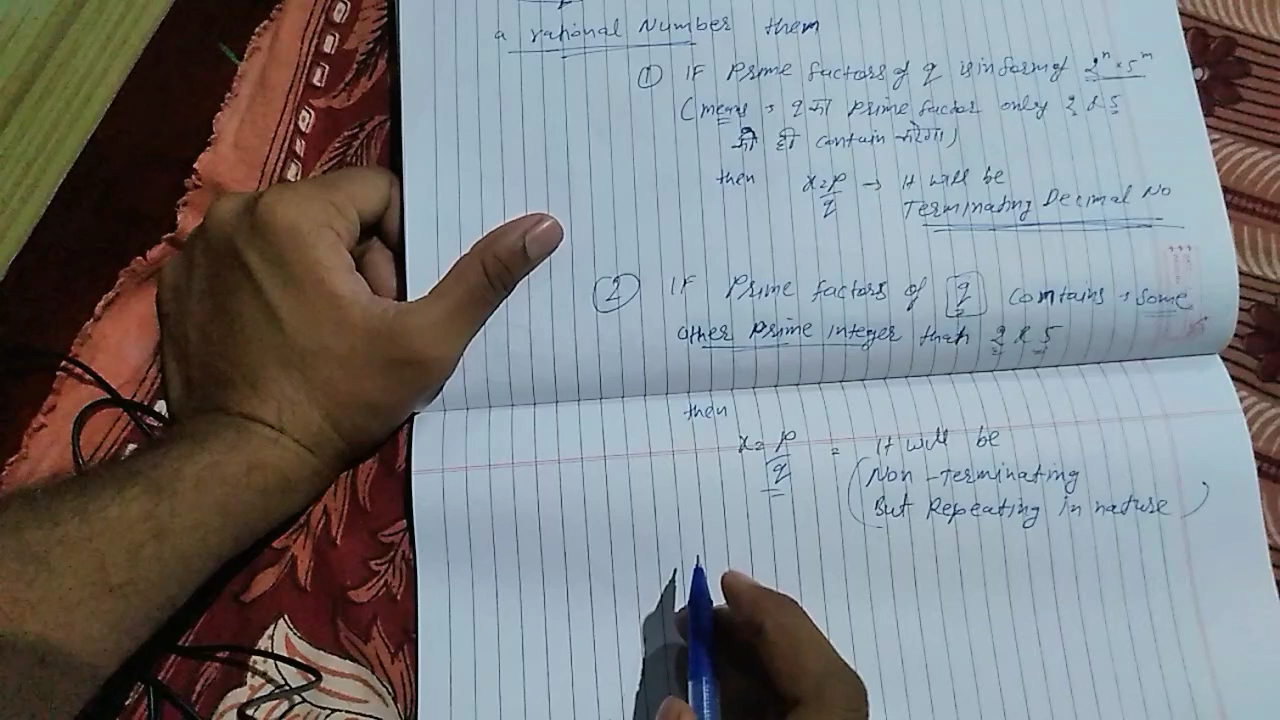 a rational Number them
① IF Prime factors of q is in form of 2ⁿ × 5ᵐ
(means → q का Prime factor only 2 & 5
को ही contain करेगा)
then x=p/q → it will be
Terminating Decimal No
② IF Prime factors of q contains → some
other Prime integer than 2 & 5
then
x=p/q = it will be
(Non-terminating
But Repeating in nature)